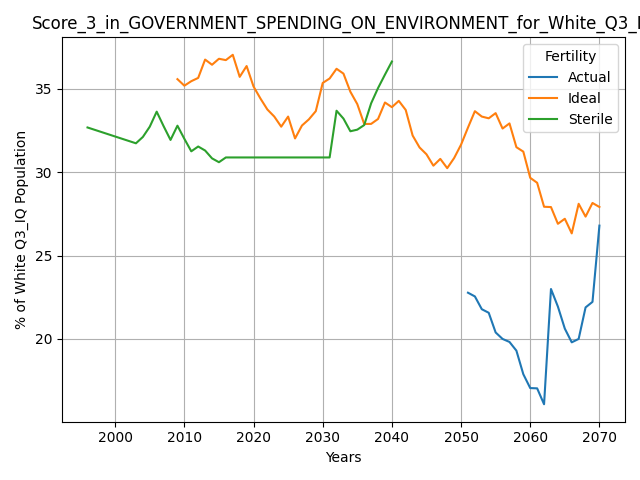 Score_3_in_GOVERNMENT_SPENDING_ON_ENVIRONMENT_for_White_Q3_I
Fertility
Actual
Ideal
Sterile
% of White Q3_IQ Population
35
30
25
20
2000 2010 2020 2030 2040 2050 2060 2070
Years